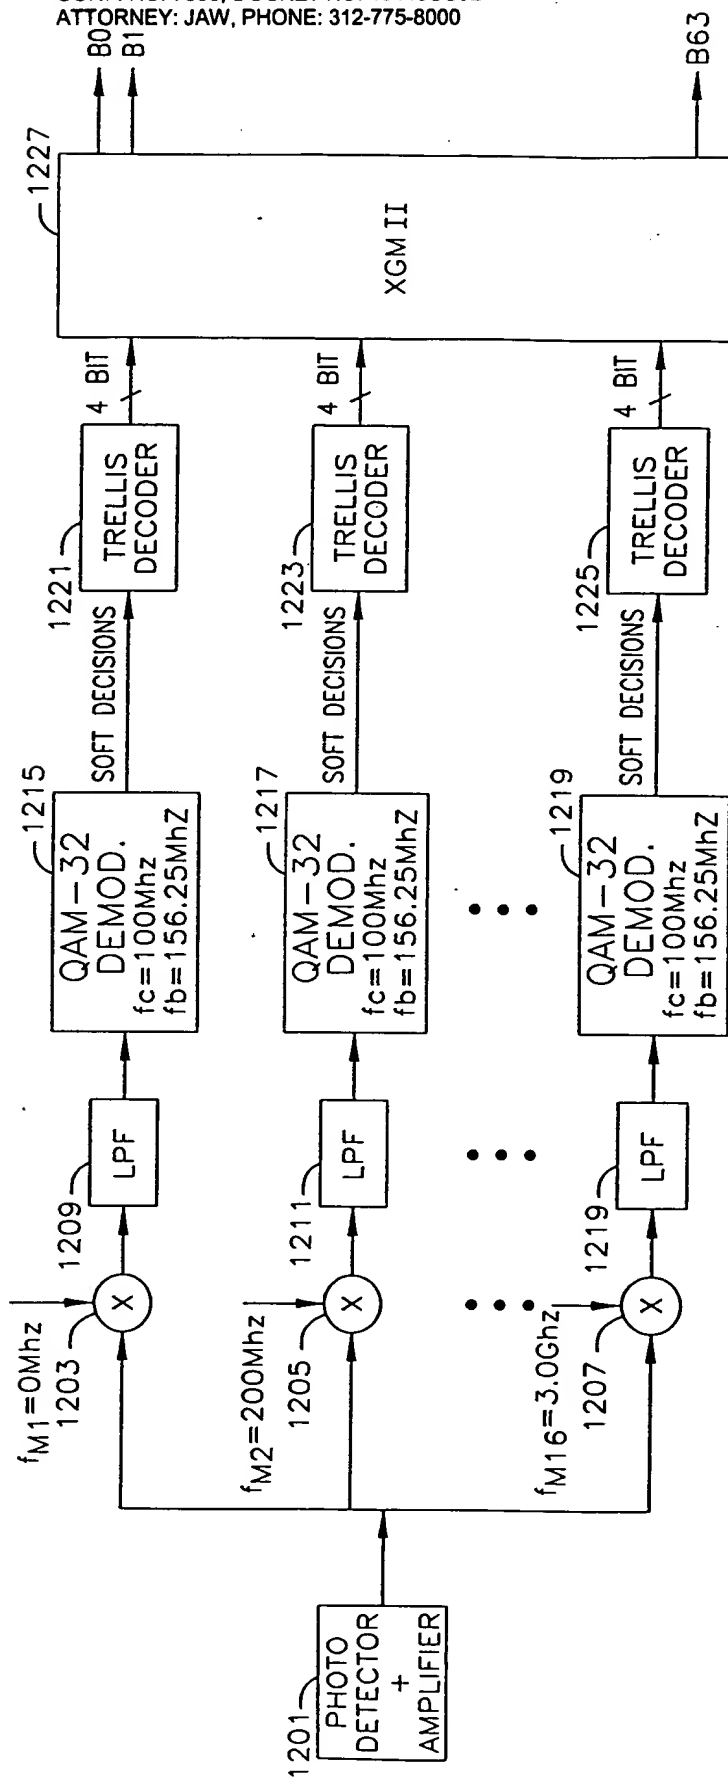 ATTORNEY: JAW, PHONE: 312-775-8000
1201
PHOTO
DETECTOR
+
AMPLIFIER
fM1=0Mhz
1203
X
1209
LPF
1215
QAM-32
DEMOD.
fc=100Mhz
fb=156.25MhZ
SOFT DECISIONS
1221
TRELLIS
DECODER
4 BIT
fM2=200Mhz
1205
X
1211
LPF
1217
QAM-32
DEMOD.
fc=100Mhz
fb=156.25MhZ
SOFT DECISIONS
1223
TRELLIS
DECODER
4 BIT
fM16=3.0Ghz
1207
X
1219
LPF
1219
QAM-32
DEMOD.
fc=100Mhz
fb=156.25MhZ
SOFT DECISIONS
1225
TRELLIS
DECODER
4 BIT
1227
XGMII
B0
B1
B63